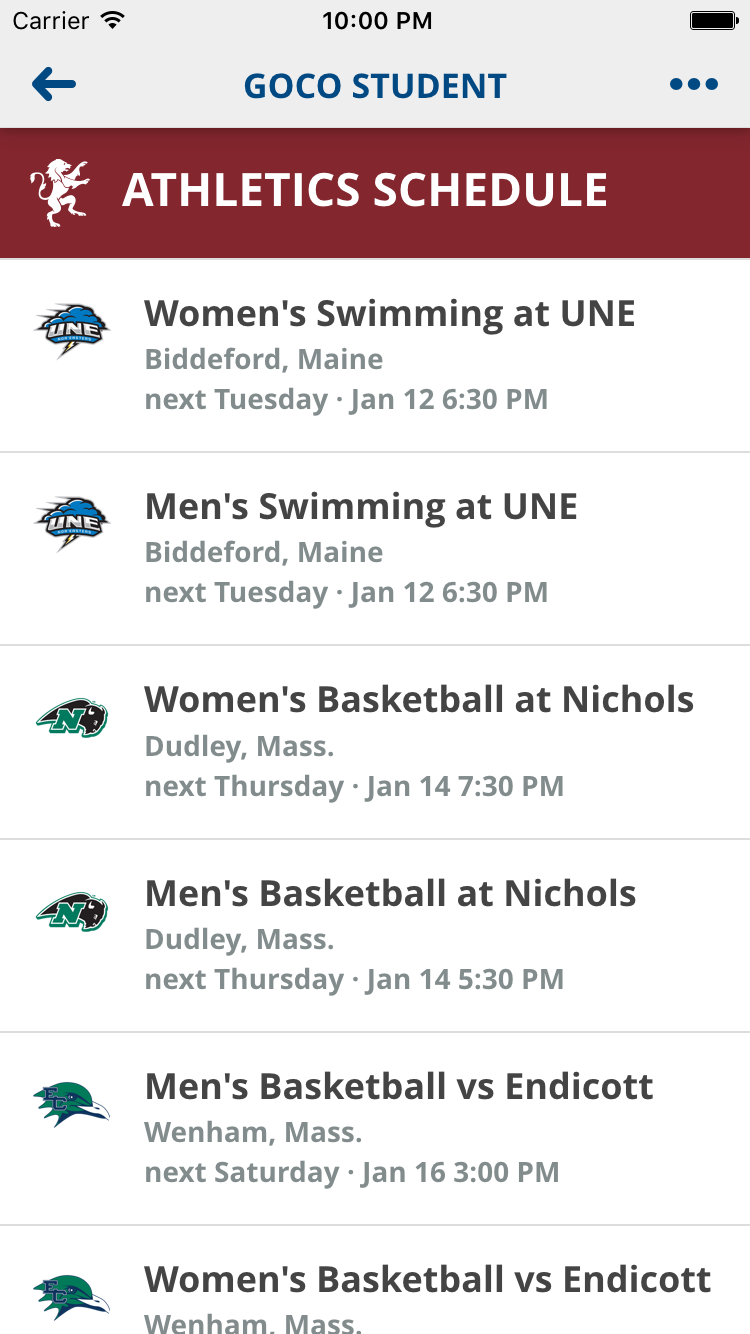 Carrier 10:00 PM
GOCO STUDENT
ATHLETICS SCHEDULE
UNE
Women's Swimming at UNE
Biddeford, Maine
next Tuesday · Jan 12 6:30 PM
UNE
Men's Swimming at UNE
Biddeford, Maine
next Tuesday · Jan 12 6:30 PM
N
Women's Basketball at Nichols
Dudley, Mass.
next Thursday · Jan 14 7:30 PM
N
Men's Basketball at Nichols
Dudley, Mass.
next Thursday · Jan 14 5:30 PM
EC
Men's Basketball vs Endicott
Wenham, Mass.
next Saturday · Jan 16 3:00 PM
EC
Women's Basketball vs Endicott
Wenham, Mass.